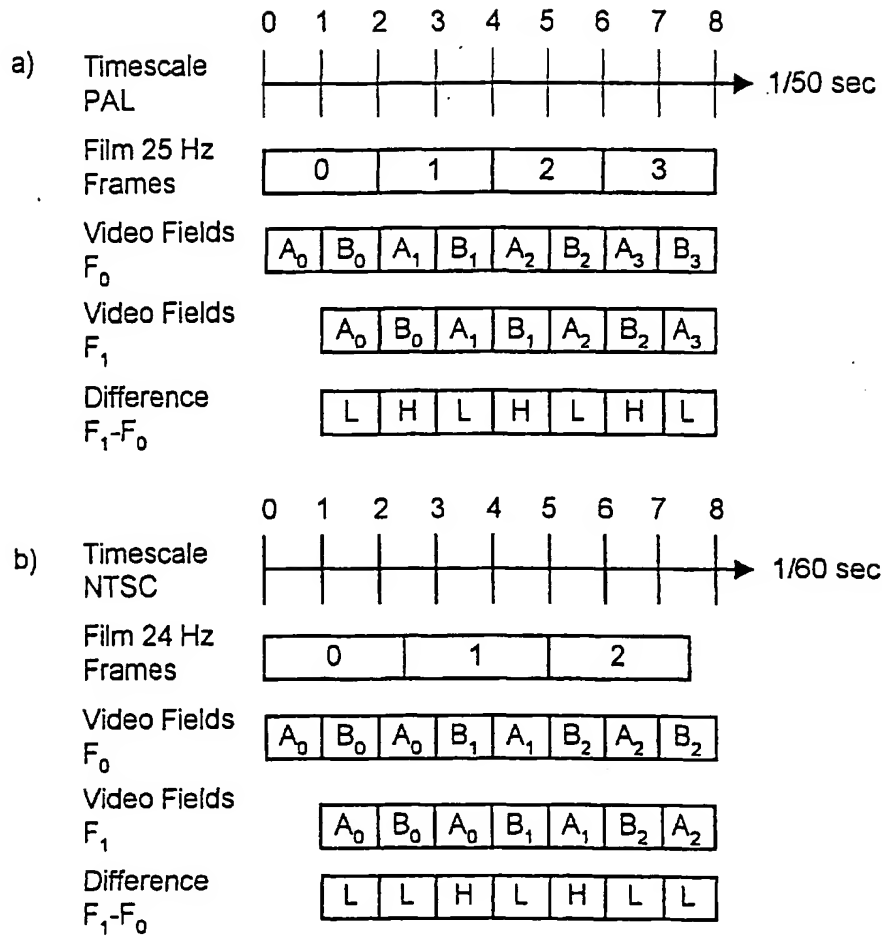 0 1 2 3 4 5 6 7 8
a) Timescale
PAL
1/50 sec
Film 25 Hz
Frames
0 1 2 3
Video Fields
F₀
A₀ B₀ A₁ B₁ A₂ B₂ A₃ B₃
Video Fields
F₁
A₀ B₀ A₁ B₁ A₂ B₂ A₃
Difference
F₁-F₀
L H L H L H L
0 1 2 3 4 5 6 7 8
b) Timescale
NTSC
1/60 sec
Film 24 Hz
Frames
0 1 2
Video Fields
F₀
A₀ B₀ A₀ B₁ A₁ B₂ A₂ B₂
Video Fields
F₁
A₀ B₀ A₀ B₁ A₁ B₂ A₂
Difference
F₁-F₀
L L H L H L L